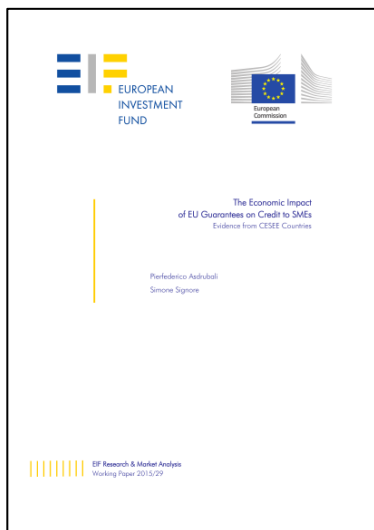 EUROPEAN
INVESTMENT
FUND
European
Commission
The Economic Impact
of EU Guarantees on Credit to SMEs
Evidence from CESEE Countries
Pierfederico Asdrubali
Simone Signore
EIF Research & Market Analysis
Working Paper 2015/29